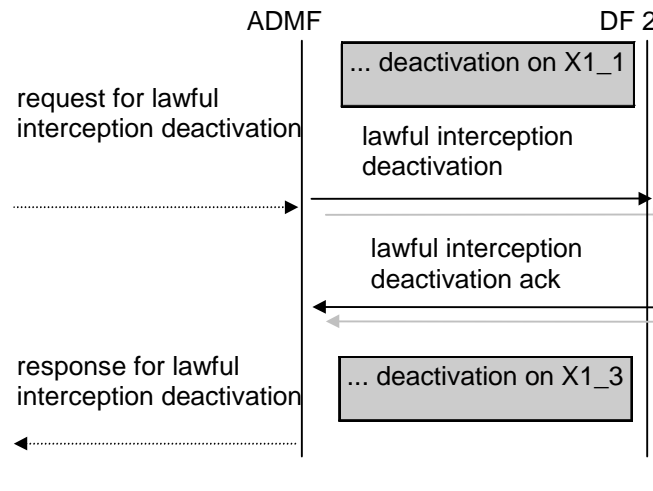 ADMF
DF 2
... deactivation on X1_1
request for lawful
interception deactivation
lawful interception
deactivation
lawful interception
deactivation ack
response for lawful
interception deactivation
... deactivation on X1_3